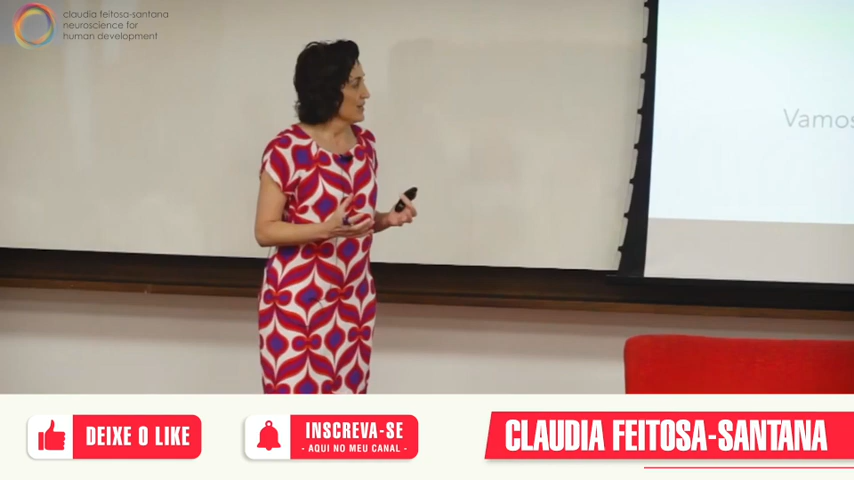 claudia feitosa-santana
neuroscience for
human development
Vamos
DEIXE O LIKE
INSCREVA-SE
- AQUI NO MEU CANAL -
CLAUDIA FEITOSA-SANTANA